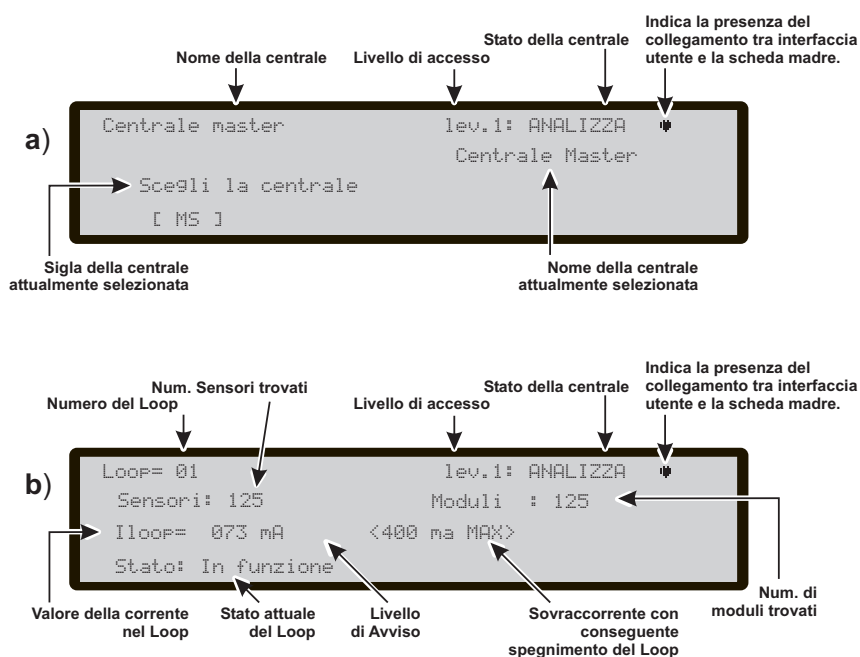 Nome della centrale
Livello di accesso
Stato della centrale
Indica la presenza del
collegamento tra interfaccia
utente e la scheda madre.
a)
Centrale master lev.1: ANALIZZA
Centrale Master
Scegli la centrale
[ MS ]
Sigla della centrale
attualmente selezionata
Nome della centrale
attualmente selezionata
Numero del Loop
Num. Sensori trovati
Livello di accesso
Stato della centrale
Indica la presenza del
collegamento tra interfaccia
utente e la scheda madre.
b)
Loop= 01 lev.1: ANALIZZA
Sensori: 125 Moduli : 125
Iloop= 073 mA <400 ma MAX>
Stato: In funzione
Valore della corrente
nel Loop
Stato attuale
del Loop
Livello
di Avviso
Sovraccorrente con
conseguente
spegnimento del Loop
Num. di
moduli trovati